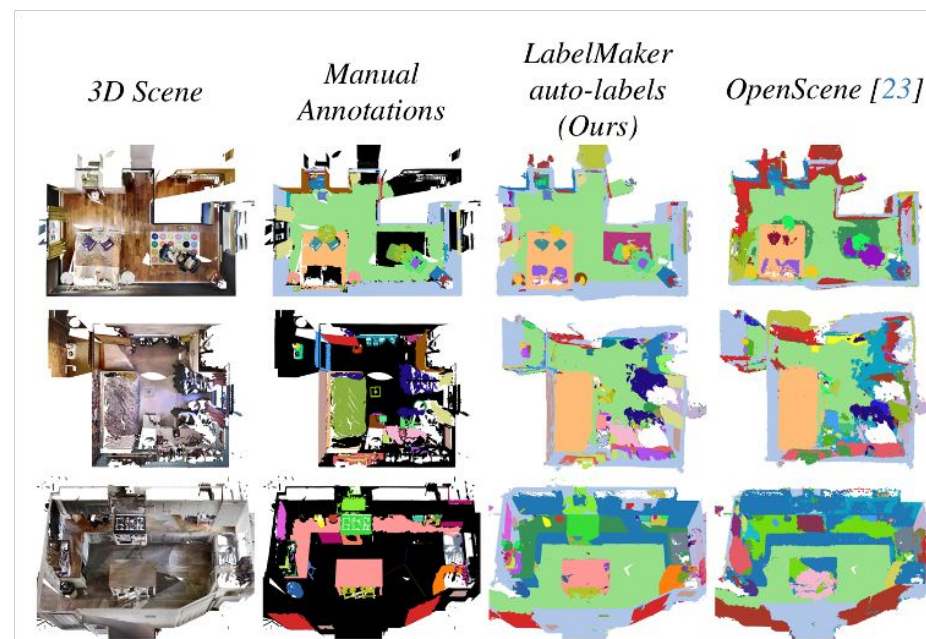 3D Scene
Manual
Annotations
LabelMaker
auto-labels
(Ours)
OpenScene [23]